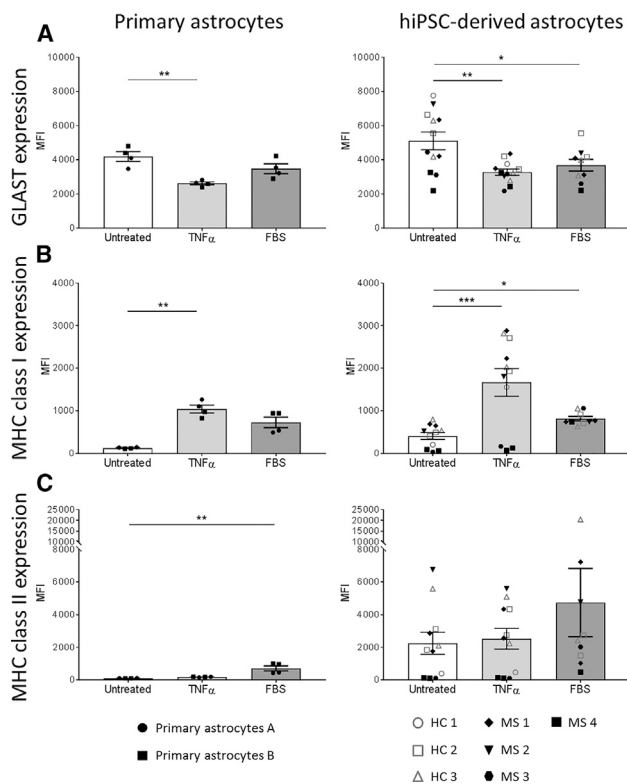 Primary astrocytes
hiPSC-derived astrocytes
A
GLAST expression
MFI
10000
8000
6000
4000
2000
0
**
Untreated
TNFα
FBS
MFI
10000
8000
6000
4000
2000
0
*
**
Untreated
TNFα
FBS
B
MHC class I expression
MFI
4000
3000
2000
1000
0
**
Untreated
TNFα
FBS
MFI
4000
3000
2000
1000
0
*
***
Untreated
TNFα
FBS
C
MHC class II expression
MFI
25000
20000
15000
10000
8000
6000
4000
2000
0
**
Untreated
TNFα
FBS
MFI
25000
20000
15000
10000
8000
6000
4000
2000
0
Untreated
TNFα
FBS
Primary astrocytes A
Primary astrocytes B
HC 1
MS 1
MS 4
HC 2
MS 2
HC 3
MS 3